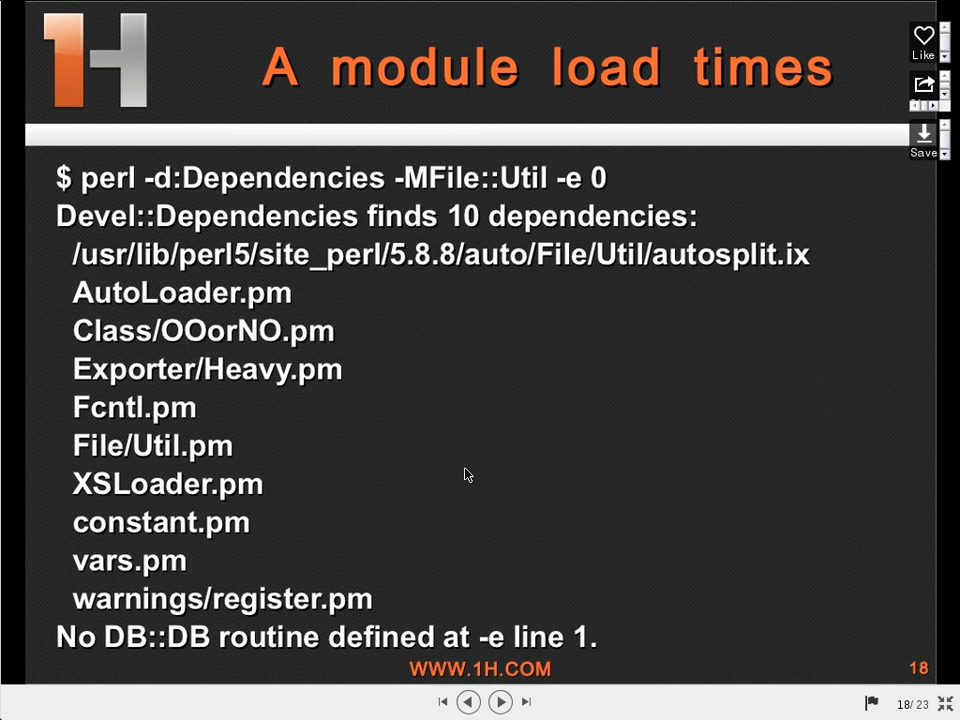 1H
A module load times
Like
Save
$ perl -d:Dependencies -MFile::Util -e 0
Devel::Dependencies finds 10 dependencies:
/usr/lib/perl5/site_perl/5.8.8/auto/File/Util/autosplit.ix
AutoLoader.pm
Class/OOorNO.pm
Exporter/Heavy.pm
Fcntl.pm
File/Util.pm
XSLoader.pm
constant.pm
vars.pm
warnings/register.pm
No DB::DB routine defined at -e line 1.
WWW.1H.COM
18
18/ 23